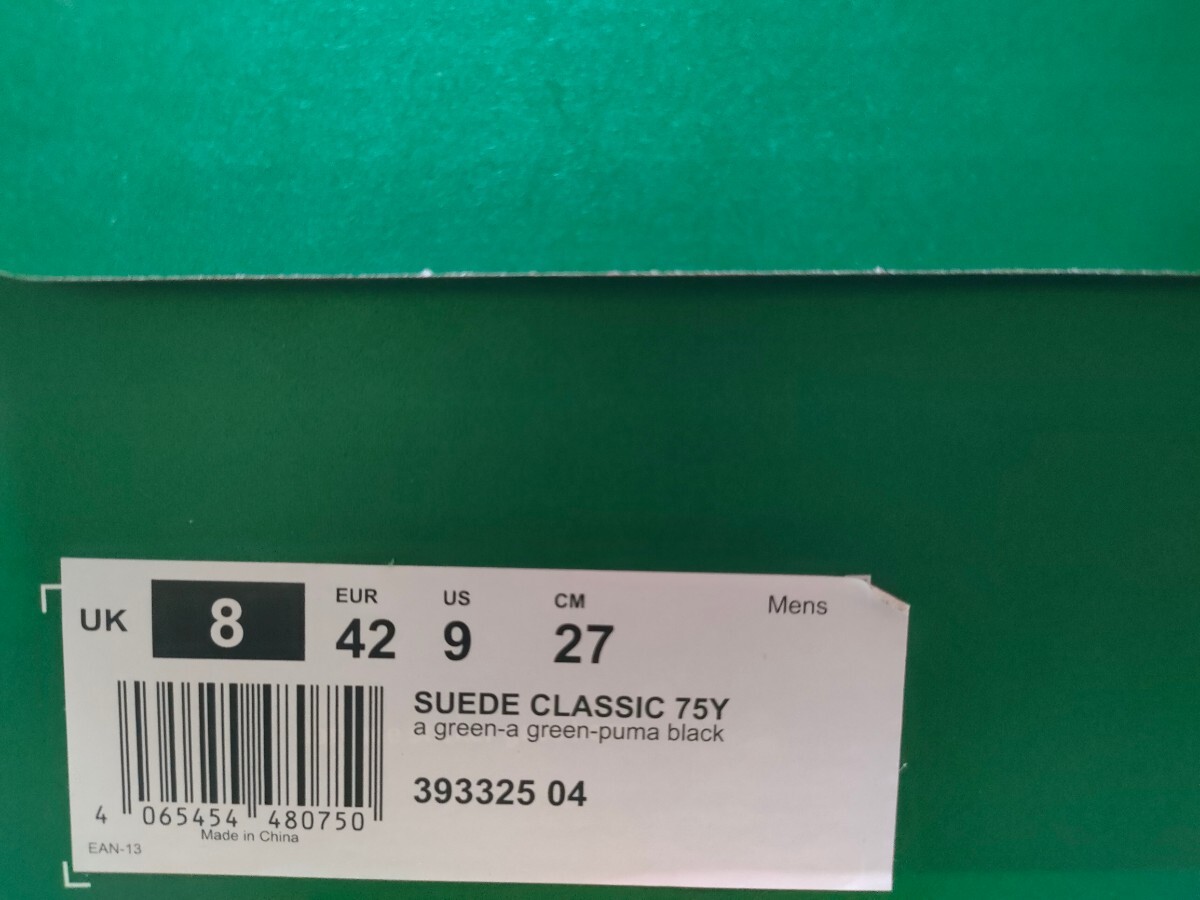 UK 8 EUR 42 US 9 CM 27 Mens
SUEDE CLASSIC 75Y
a green-a green-puma black
393325 04
4 065454 480750
Made in China
EAN-13